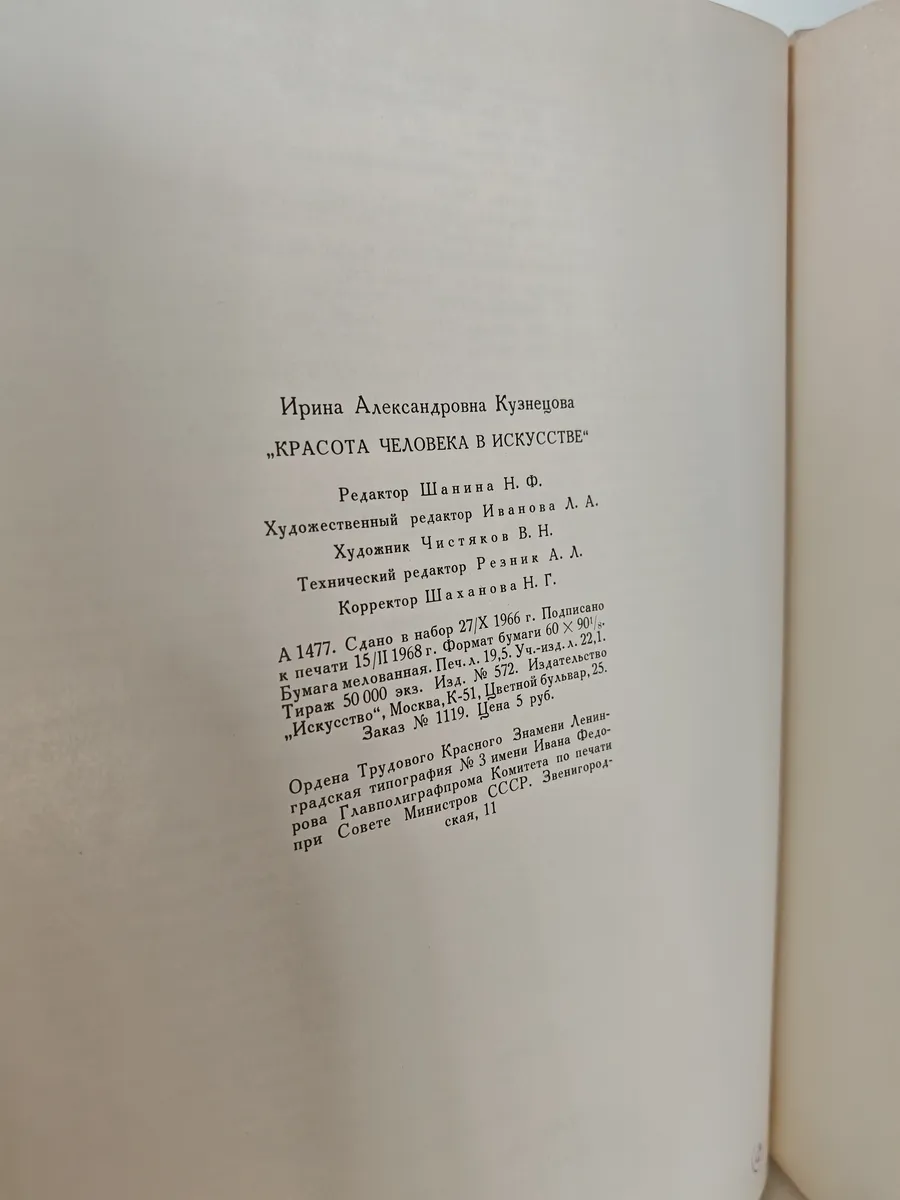 Ирина Александровна Кузнецова
„КРАСОТА ЧЕЛОВЕКА В ИСКУССТВЕ“
Редактор Шанина Н. Ф.
Художественный редактор Иванова Л. А.
Художник Чистяков В. Н.
Технический редактор Резник А. Л.
Корректор Шаханова Н. Г.
А 1477. Сдано в набор 27/X 1966 г. Подписано
к печати 15/II 1968 г. Формат бумаги 60 × 90¹/₈.
Бумага мелованная. Печ. л. 19,5. Уч.-изд. л. 22,1.
Тираж 50 000 экз. Изд. № 572. Издательство
„Искусство“, Москва, К-51, Цветной бульвар, 25.
Заказ № 1119. Цена 5 руб.
Ордена Трудового Красного Знамени Ленин-
градская типография № 3 имени Ивана Федо-
рова Главполиграфпрома Комитета по печати
при Совете Министров СССР. Звенигород-
ская, 11